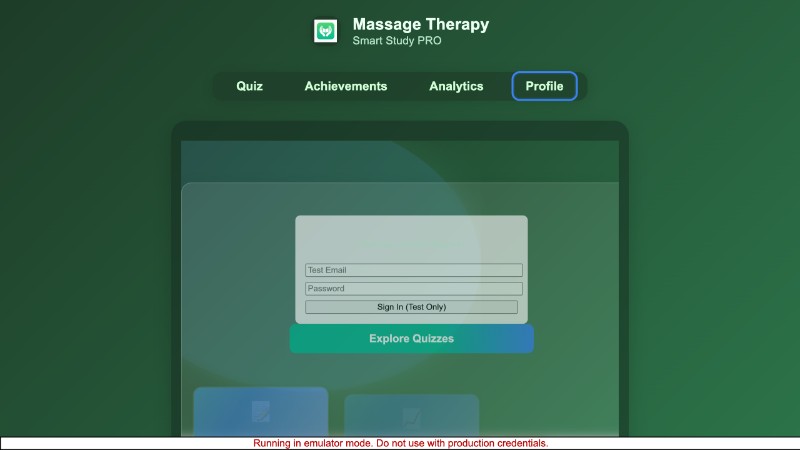 Massage Therapy
Smart Study PRO
Quiz
Achievements
Analytics
Profile
Test Email
Password
Sign In (Test Only)
Explore Quizzes
Running in emulator mode. Do not use with production credentials.